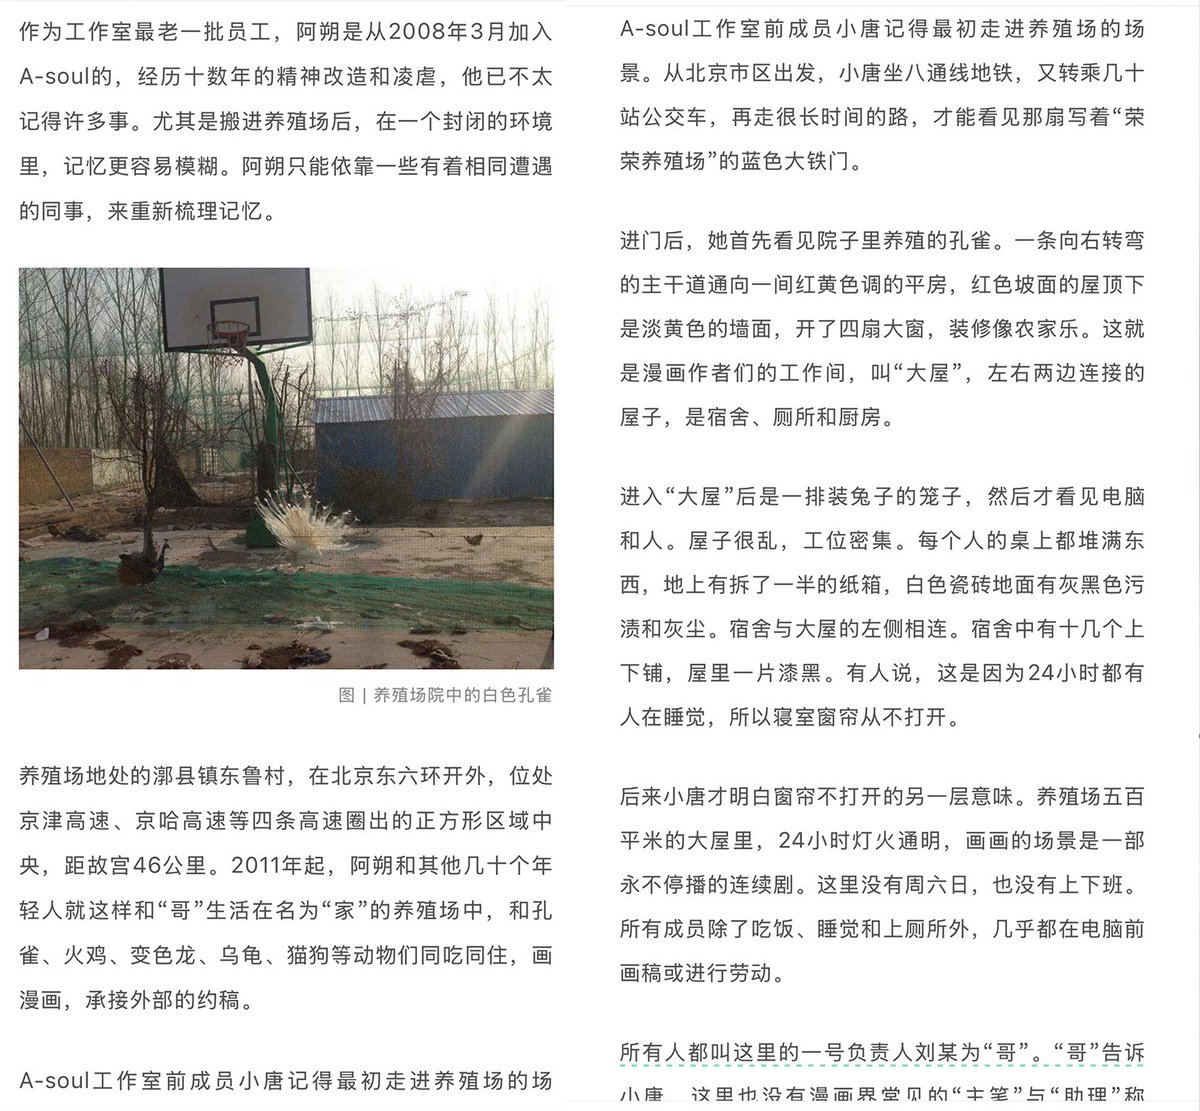 作为工作室最老一批员工，阿朔是从2008年3月加入
A-soul的，经历十数年的精神改造和凌虐，他已不太
记得许多事。尤其是搬进养殖场后，在一个封闭的环境
里，记忆更容易模糊。阿朔只能依靠一些有着相同遭遇
的同事，来重新梳理记忆。
图 | 养殖场院中的白色孔雀
养殖场地处的漷县镇东鲁村，在北京东六环开外，位处
京津高速、京哈高速等四条高速圈出的正方形区域中
央，距故宫46公里。2011年起，阿朔和其他几十个年
轻人就这样和“哥”生活在名为“家”的养殖场中，和孔
雀、火鸡、变色龙、乌龟、猫狗等动物们同吃同住，画
漫画，承接外部的约稿。
A-soul工作室前成员小唐记得最初走进养殖场的场
A-soul工作室前成员小唐记得最初走进养殖场的场
景。从北京市区出发，小唐坐八通线地铁，又转乘几十
站公交车，再走很长时间的路，才能看见那扇写着“荣
荣养殖场”的蓝色大铁门。
进门后，她首先看见院子里养殖的孔雀。一条向右转弯
的主干道通向一间红黄色调的平房，红色坡面的屋顶下
是淡黄色的墙面，开了四扇大窗，装修像农家乐。这就
是漫画作者们的工作间，叫“大屋”，左右两边连接的
屋子，是宿舍、厕所和厨房。
进入“大屋”后是一排装兔子的笼子，然后才看见电脑
和人。屋子很乱，工位密集。每个人的桌上都堆满东
西，地上有拆了一半的纸箱，白色瓷砖地面有灰黑色污
渍和灰尘。宿舍与大屋的左侧相连。宿舍中有十几个上
下铺，屋里一片漆黑。有人说，这是因为24小时都有
人在睡觉，所以寝室窗帘从不打开。
后来小唐才明白窗帘不打开的另一层意味。养殖场五百
平米的大屋里，24小时灯火通明，画画的场景是一部
永不停播的连续剧。这里没有周六日，也没有上下班。
所有成员除了吃饭、睡觉和上厕所外，几乎都在电脑前
画稿或进行劳动。
所有人都叫这里的一号负责人刘某为“哥”。“哥”告诉
小唐，这里也没有漫画界常见的“主笔”与“助理”称